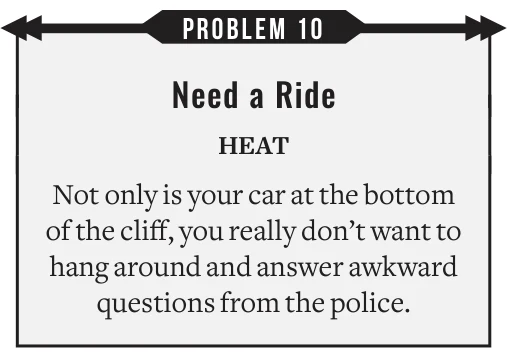 PROBLEM 10
Need a Ride
HEAT
Not only is your car at the bottom
of the cliff, you really don’t want to
hang around and answer awkward
questions from the police.